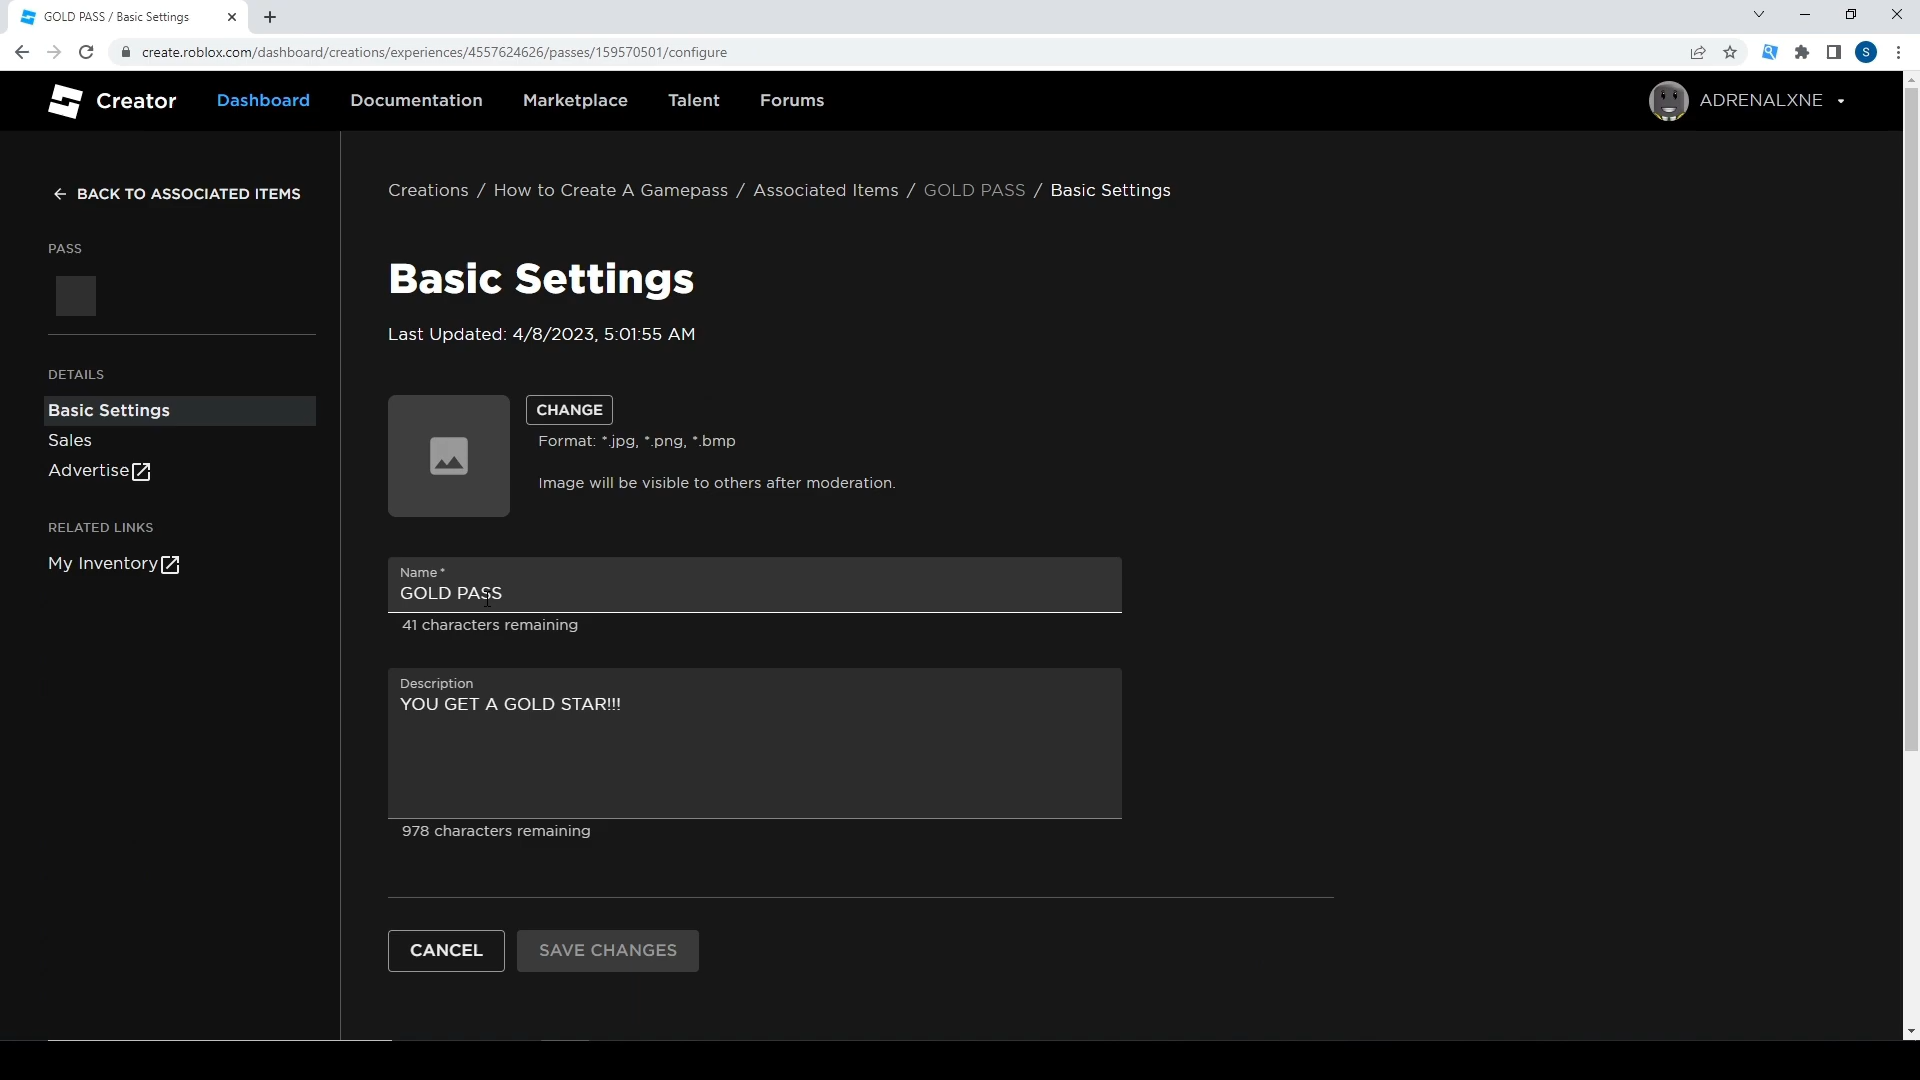 GOLD PASS / Basic Settings
create.roblox.com/dashboard/creations/experiences/4557624626/passes/159570501/configure
S
Creator
Dashboard
Documentation
Marketplace
Talent
Forums
ADRENALXNE
BACK TO ASSOCIATED ITEMS
PASS
DETAILS
Basic Settings
Sales
Advertise
RELATED LINKS
My Inventory
Creations / How to Create A Gamepass / Associated Items / GOLD PASS / Basic Settings
Basic Settings
Last Updated: 4/8/2023, 5:01:55 AM
CHANGE
Format: *.jpg, *.png, *.bmp
Image will be visible to others after moderation.
Name*
GOLD PASS
41 characters remaining
Description
YOU GET A GOLD STAR!!!
978 characters remaining
CANCEL
SAVE CHANGES